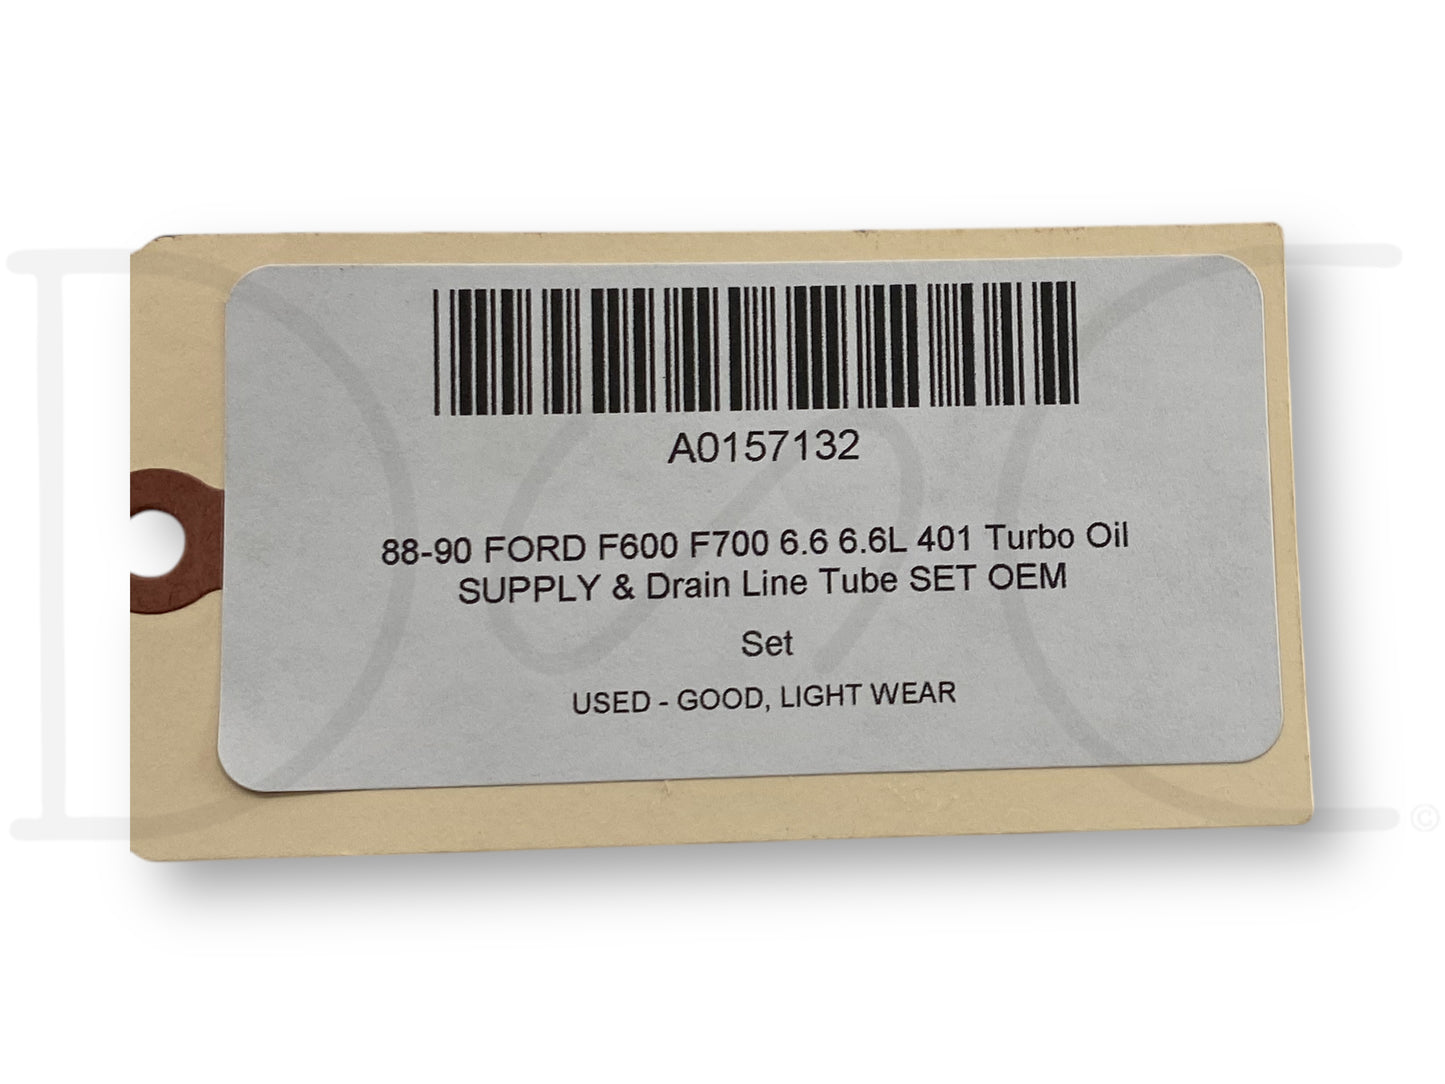 A0157132
88-90 FORD F600 F700 6.6 6.6L 401 Turbo Oil
SUPPLY & Drain Line Tube SET OEM
Set
USED - GOOD, LIGHT WEAR
©